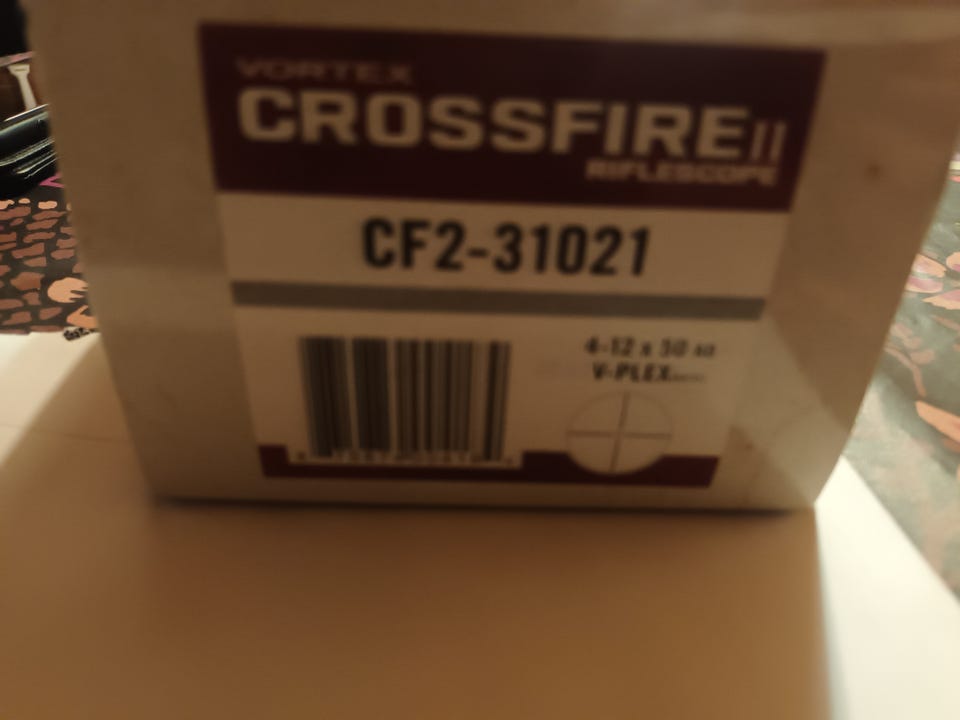 VORTEX
CROSSFIRE II
RIFLESCOPE
CF2-31021
4-12 x 50 AO
V-PLEX